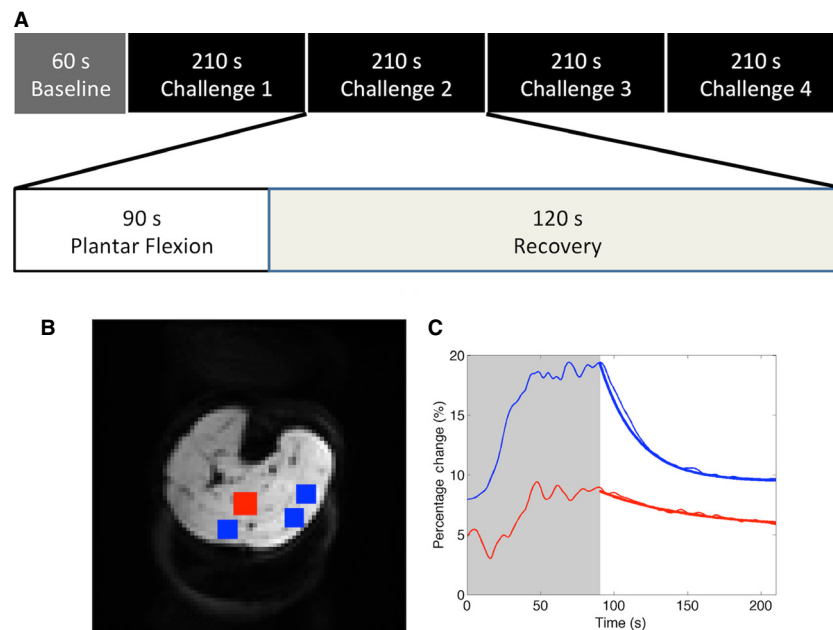 A
60 s
Baseline
210 s
Challenge 1
210 s
Challenge 2
210 s
Challenge 3
210 s
Challenge 4
90 s
Plantar Flexion
120 s
Recovery
B
C
Percentage change (%)
20
15
10
5
0
0
50
100
150
200
Time (s)